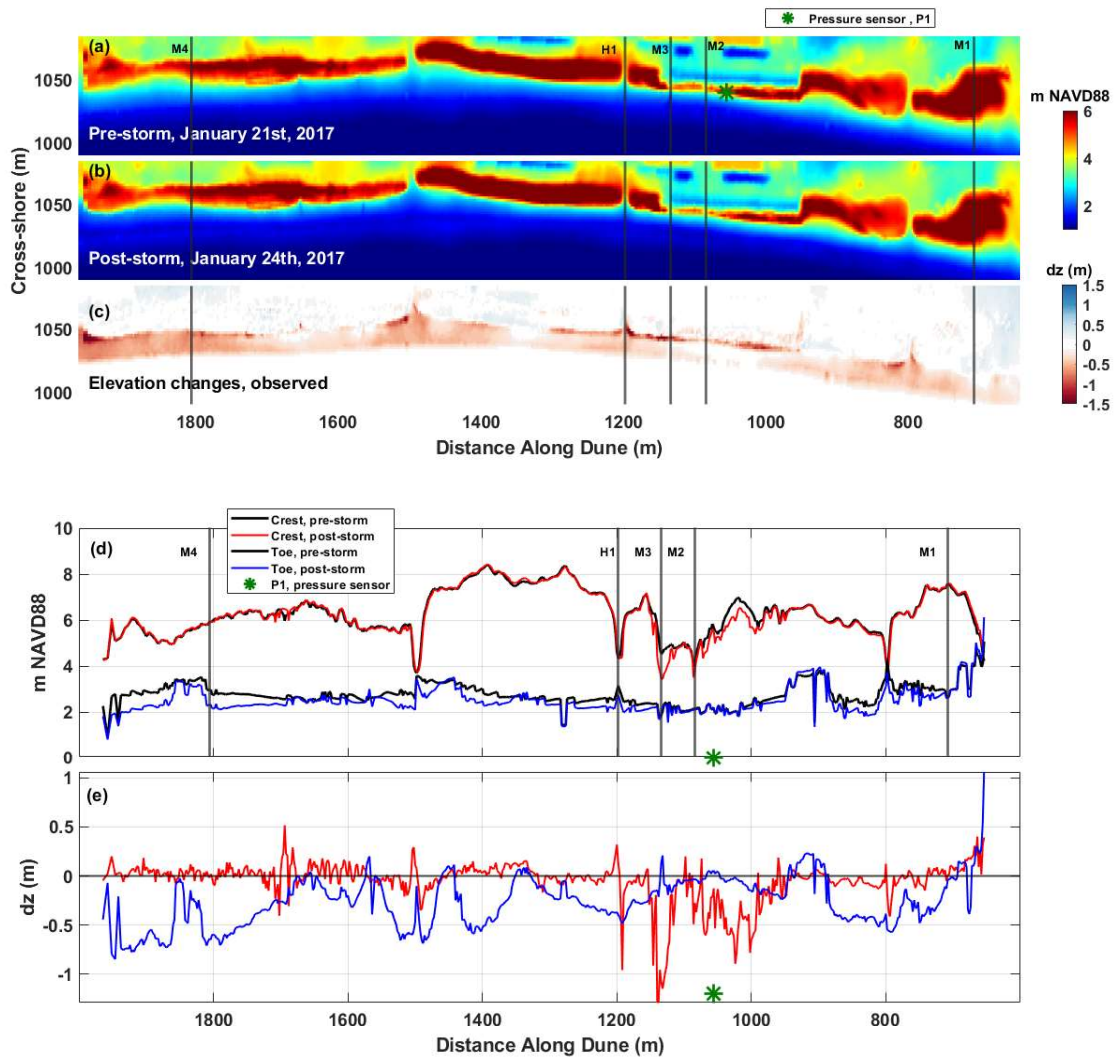 Pressure sensor , P1
(a)
M4
H1
M3
M2
M1
1050
1000
Pre-storm, January 21st, 2017
m NAVD88
6
4
2
(b)
1050
1000
Post-storm, January 24th, 2017
Cross-shore (m)
(c)
1050
1000
Elevation changes, observed
dz (m)
1.5
1
0.5
0
-0.5
-1
-1.5
1800
1600
1400
1200
1000
800
Distance Along Dune (m)
(d)
Crest, pre-storm
Crest, post-storm
Toe, pre-storm
Toe, post-storm
P1, pressure sensor
M4
H1
M3
M2
M1
10
8
6
4
2
0
m NAVD88
(e)
1
0.5
0
-0.5
-1
dz (m)
1800
1600
1400
1200
1000
800
Distance Along Dune (m)